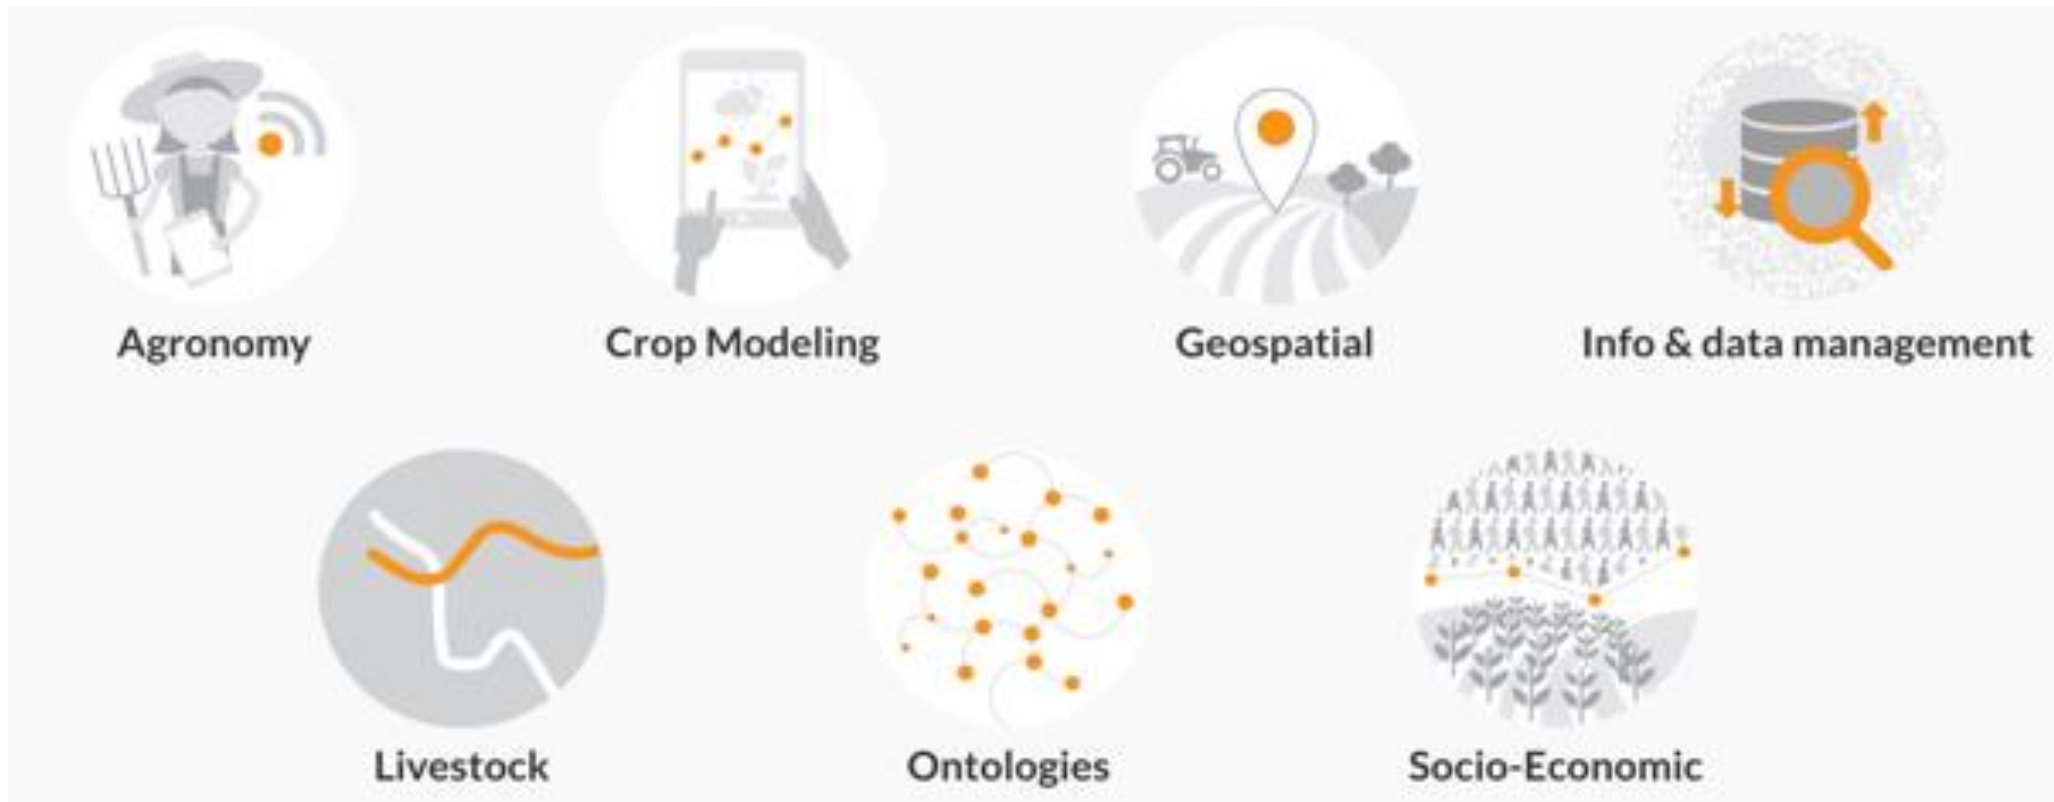 Agronomy
Crop Modeling
Geospatial
Info & data management
Livestock
Ontologies
Socio-Economic